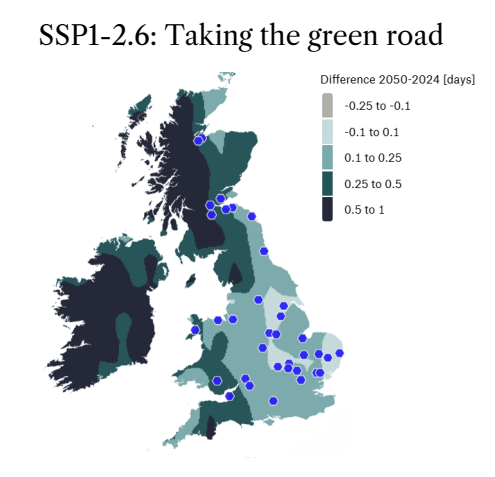 SSP1-2.6: Taking the green road
Difference 2050-2024 [days]
-0.25 to -0.1
-0.1 to 0.1
0.1 to 0.25
0.25 to 0.5
0.5 to 1